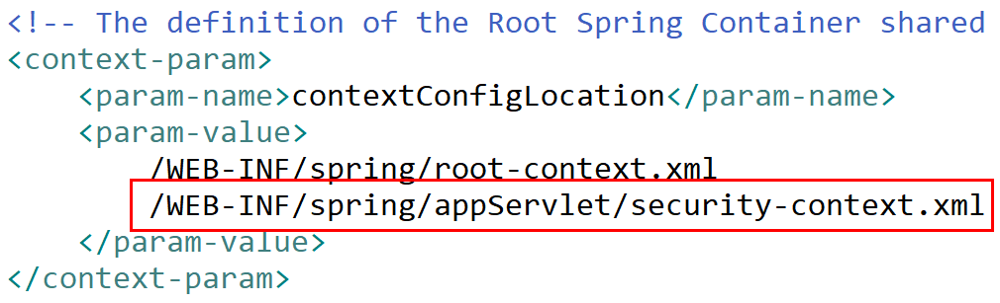 <!-- The definition of the Root Spring Container shared
<context-param>
    <param-name>contextConfigLocation</param-name>
    <param-value>
        /WEB-INF/spring/root-context.xml
        /WEB-INF/spring/appServlet/security-context.xml
    </param-value>
</context-param>